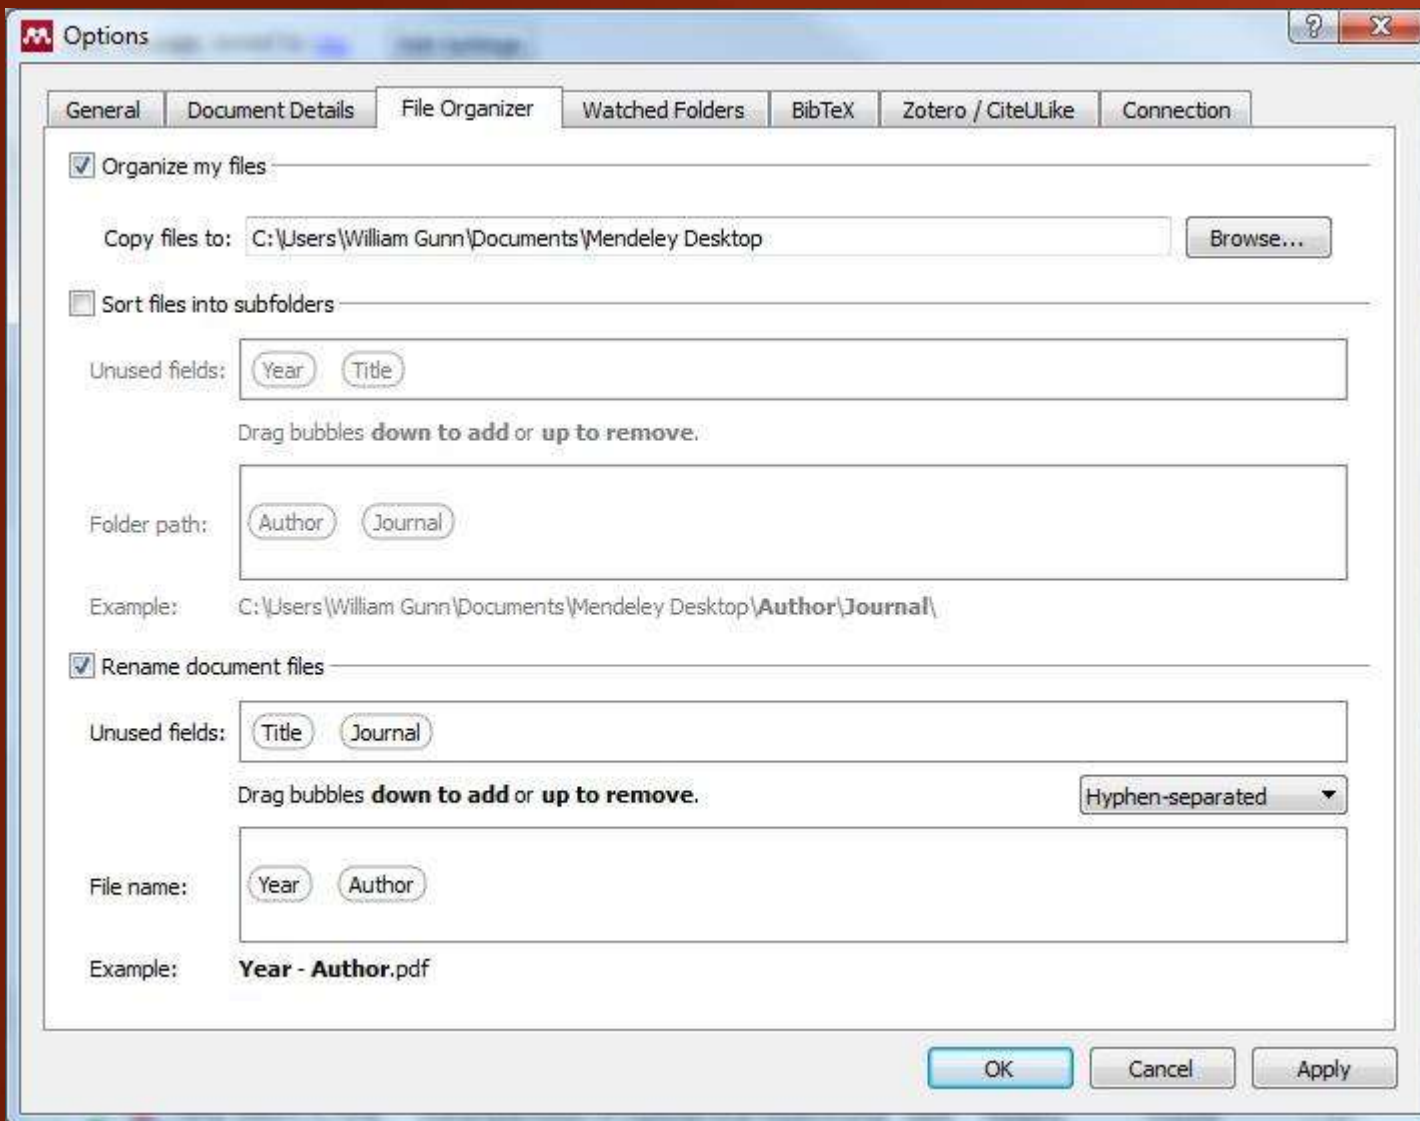 Options
General Document Details File Organizer Watched Folders BibTeX Zotero / CiteULike Connection
Organize my files
Copy files to: C:\Users\William Gunn\Documents\Mendeley Desktop Browse...
Sort files into subfolders
Unused fields: Year Title
Drag bubbles down to add or up to remove.
Folder path: Author Journal
Example: C:\Users\William Gunn\Documents\Mendeley Desktop\Author\Journal\
Rename document files
Unused fields: Title Journal
Drag bubbles down to add or up to remove. Hyphen-separated
File name: Year Author
Example: Year - Author.pdf
OK Cancel Apply